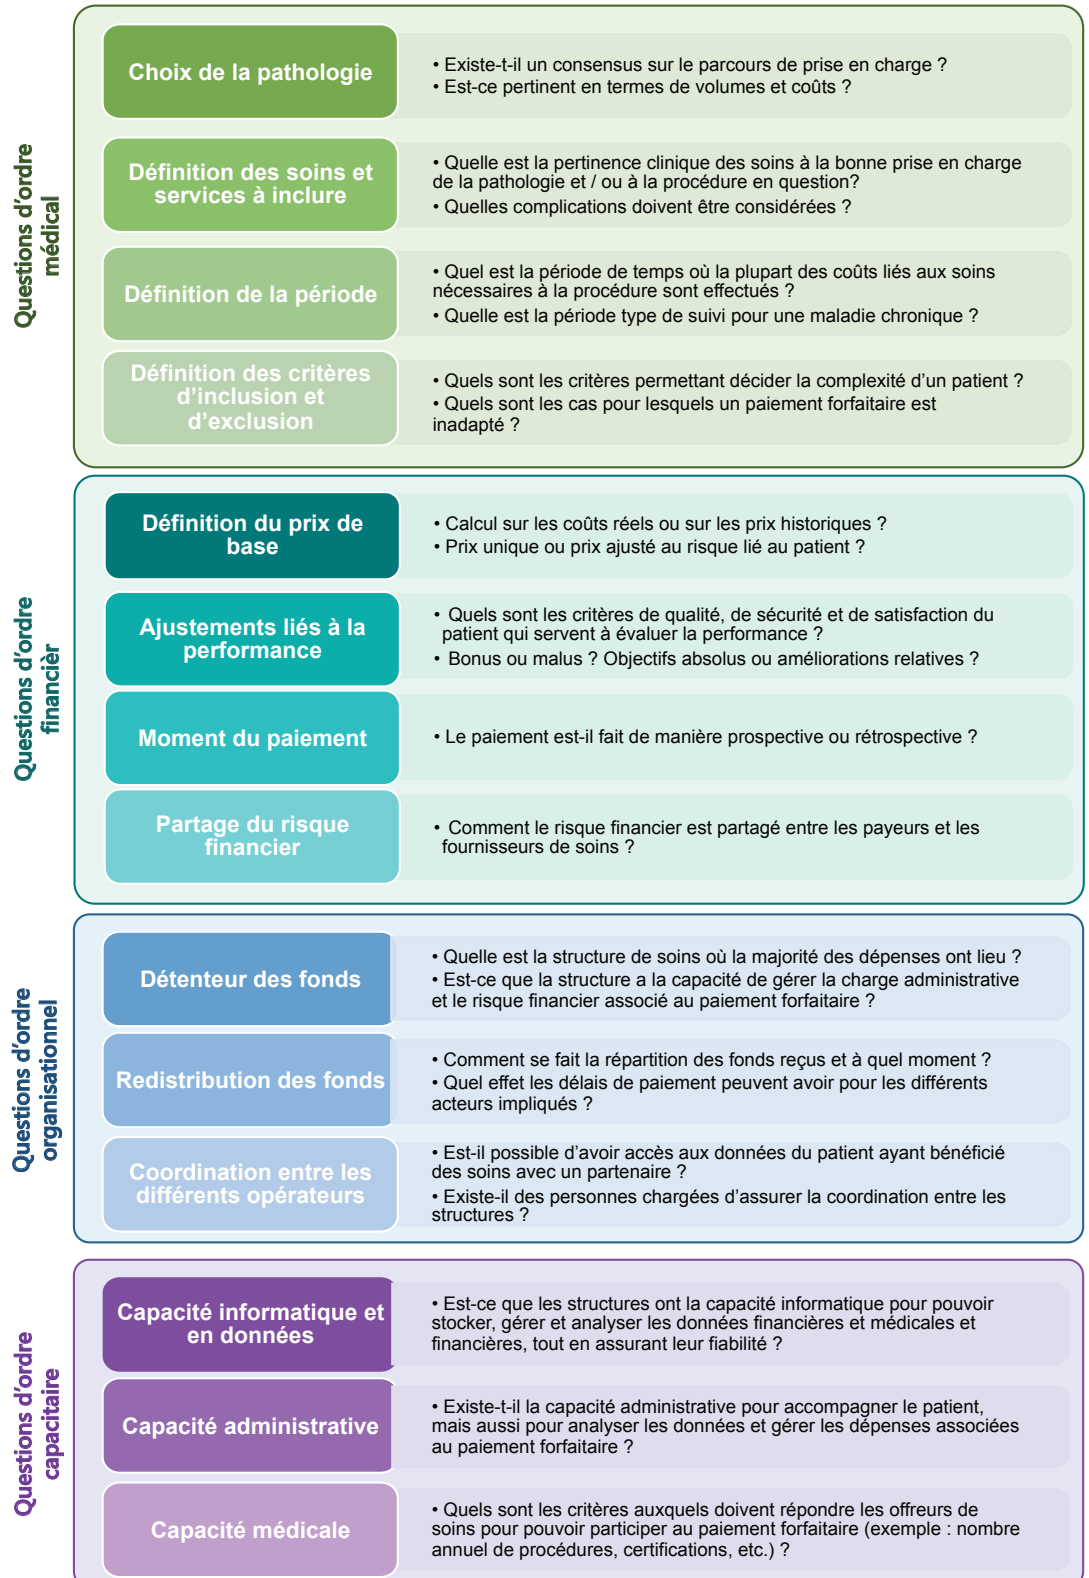 Questions d'ordre
médical
Choix de la pathologie
• Existe-t-il un consensus sur le parcours de prise en charge ?
• Est-ce pertinent en termes de volumes et coûts ?
Définition des soins et
services à inclure
• Quelle est la pertinence clinique des soins à la bonne prise en charge
de la pathologie et / ou à la procédure en question?
• Quelles complications doivent être considérées ?
Définition de la période
• Quel est la période de temps où la plupart des coûts liés aux soins
nécessaires à la procédure sont effectués ?
• Quelle est la période type de suivi pour une maladie chronique ?
Définition des critères
d'inclusion et
d'exclusion
• Quels sont les critères permettant décider la complexité d'un patient ?
• Quels sont les cas pour lesquels un paiement forfaitaire est
inadapté ?
Questions d'ordre
financièr
Définition du prix de
base
• Calcul sur les coûts réels ou sur les prix historiques ?
• Prix unique ou prix ajusté au risque lié au patient ?
Ajustements liés à la
performance
• Quels sont les critères de qualité, de sécurité et de satisfaction du
patient qui servent à évaluer la performance ?
• Bonus ou malus ? Objectifs absolus ou améliorations relatives ?
Moment du paiement
• Le paiement est-il fait de manière prospective ou rétrospective ?
Partage du risque
financier
• Comment le risque financier est partagé entre les payeurs et les
fournisseurs de soins ?
Questions d'ordre
organisationnel
Détenteur des fonds
• Quelle est la structure de soins où la majorité des dépenses ont lieu ?
• Est-ce que la structure a la capacité de gérer la charge administrative
et le risque financier associé au paiement forfaitaire ?
Redistribution des fonds
• Comment se fait la répartition des fonds reçus et à quel moment ?
• Quel effet les délais de paiement peuvent avoir pour les différents
acteurs impliqués ?
Coordination entre les
différents opérateurs
• Est-il possible d'avoir accès aux données du patient ayant bénéficié
des soins avec un partenaire ?
• Existe-il des personnes chargées d'assurer la coordination entre les
structures ?
Questions d'ordre
capacitaire
Capacité informatique et
en données
• Est-ce que les structures ont la capacité informatique pour pouvoir
stocker, gérer et analyser les données financières et médicales et
financières, tout en assurant leur fiabilité ?
Capacité administrative
• Existe-t-il la capacité administrative pour accompagner le patient,
mais aussi pour analyser les données et gérer les dépenses associées
au paiement forfaitaire ?
Capacité médicale
• Quels sont les critères auxquels doivent répondre les offreurs de
soins pour pouvoir participer au paiement forfaitaire (exemple : nombre
annuel de procédures, certifications, etc.) ?